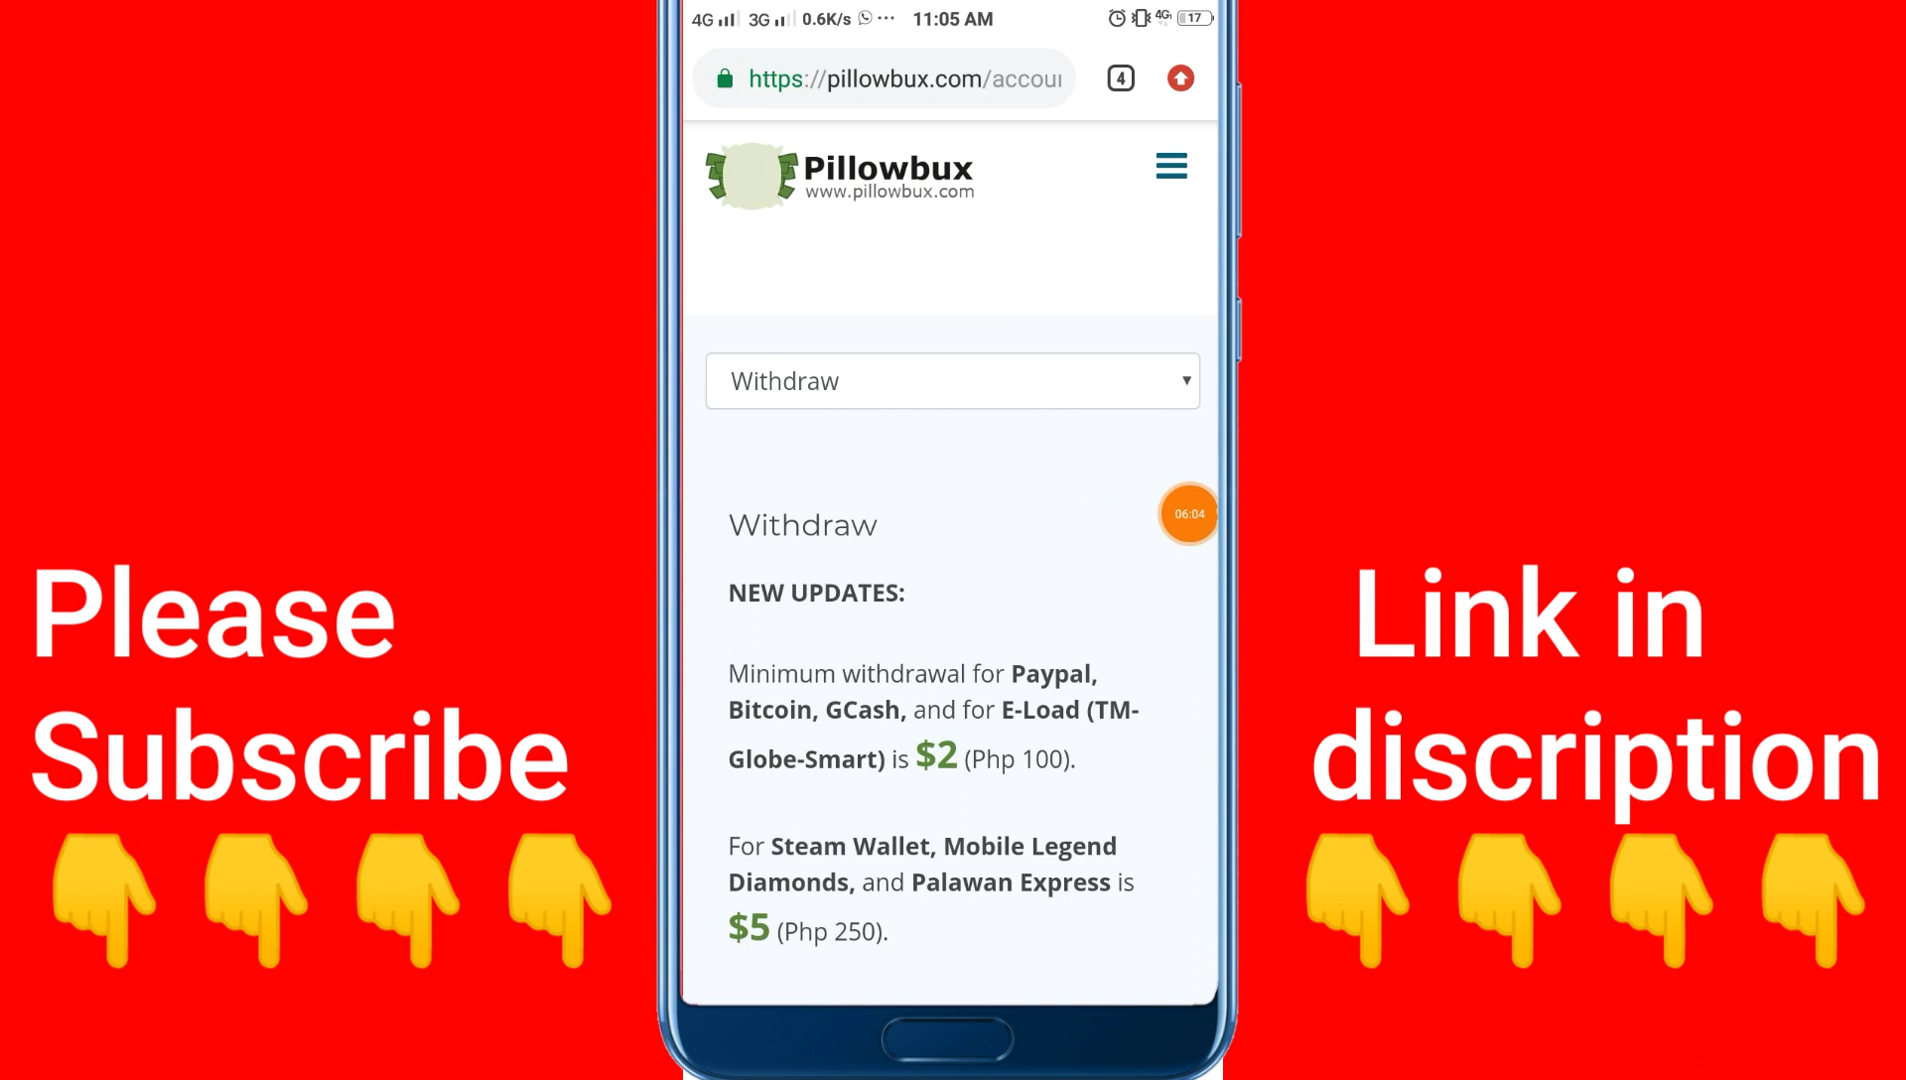 4G 3G 0.6K/s 11:05 AM 4G 17
https://pillowbux.com/accou
4
Pillowbux
www.pillowbux.com
Withdraw
06:04
Withdraw
NEW UPDATES:
Minimum withdrawal for Paypal,
Bitcoin, GCash, and for E-Load (TM-
Globe-Smart) is $2 (Php 100).
For Steam Wallet, Mobile Legend
Diamonds, and Palawan Express is
$5 (Php 250).
Please
Subscribe
Link in
discription